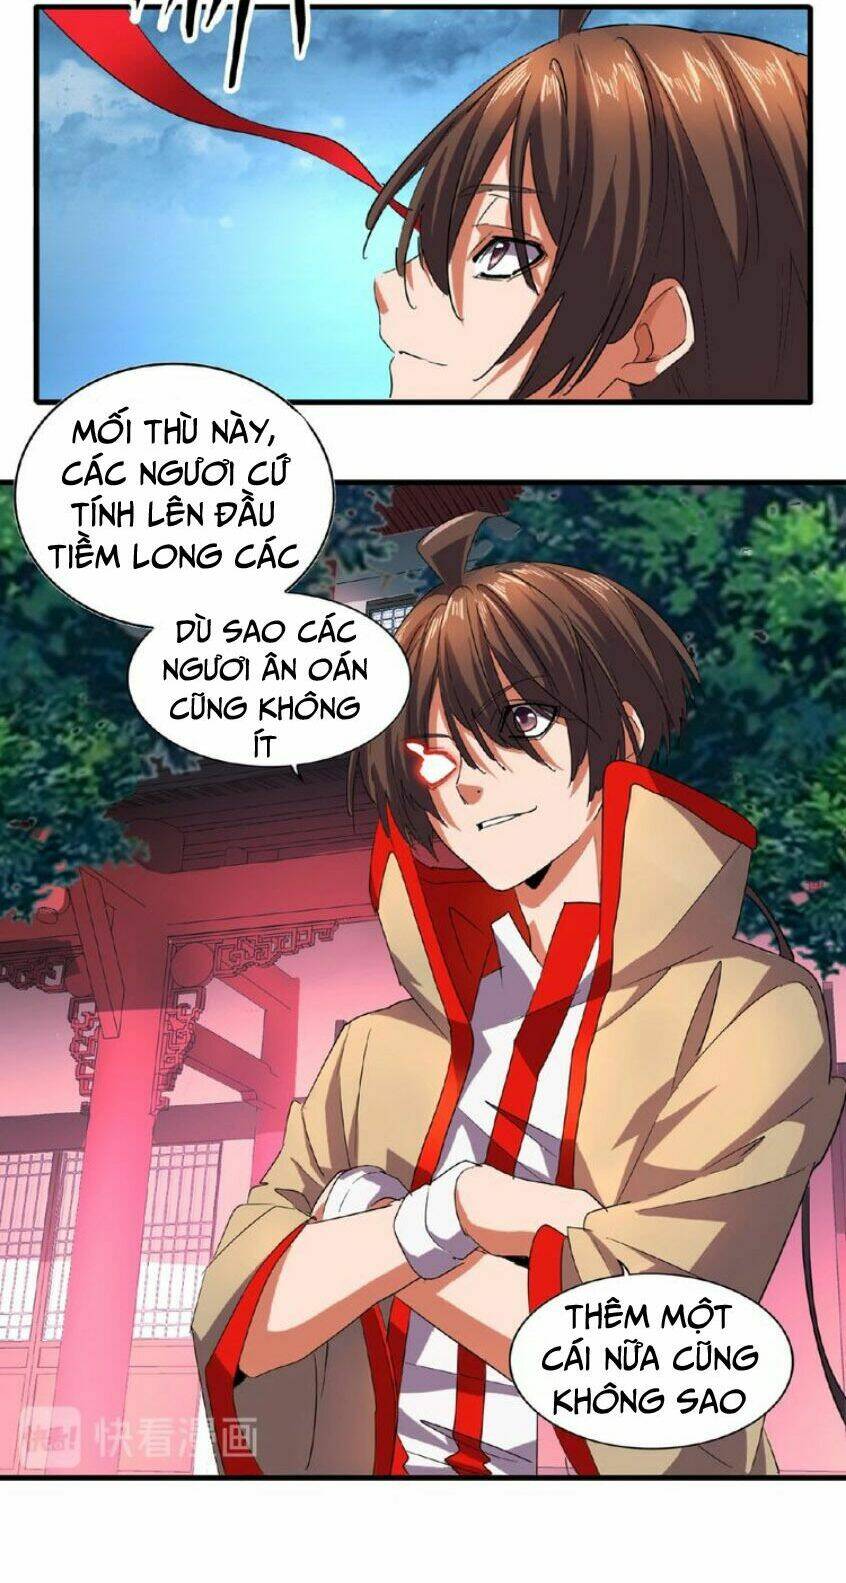 MỐI THÙ NÀY,
CÁC NGƯƠI CỨ
TÍNH LÊN ĐẦU
TIỀM LONG CÁC
DÙ SAO CÁC
NGƯƠI ÂN OÁN
CŨNG KHÔNG
ÍT
THÊM MỘT
CÁI NỮA CŨNG
KHÔNG SAO
快看漫画